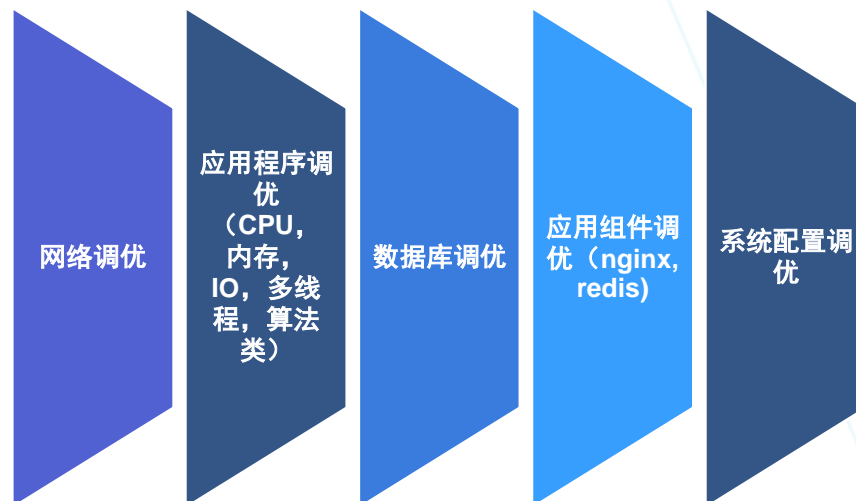 网络调优
应用程序调
优
（CPU，
内存，
IO，多线
程，算法
类）
数据库调优
应用组件调
优（nginx,
redis)
系统配置调
优